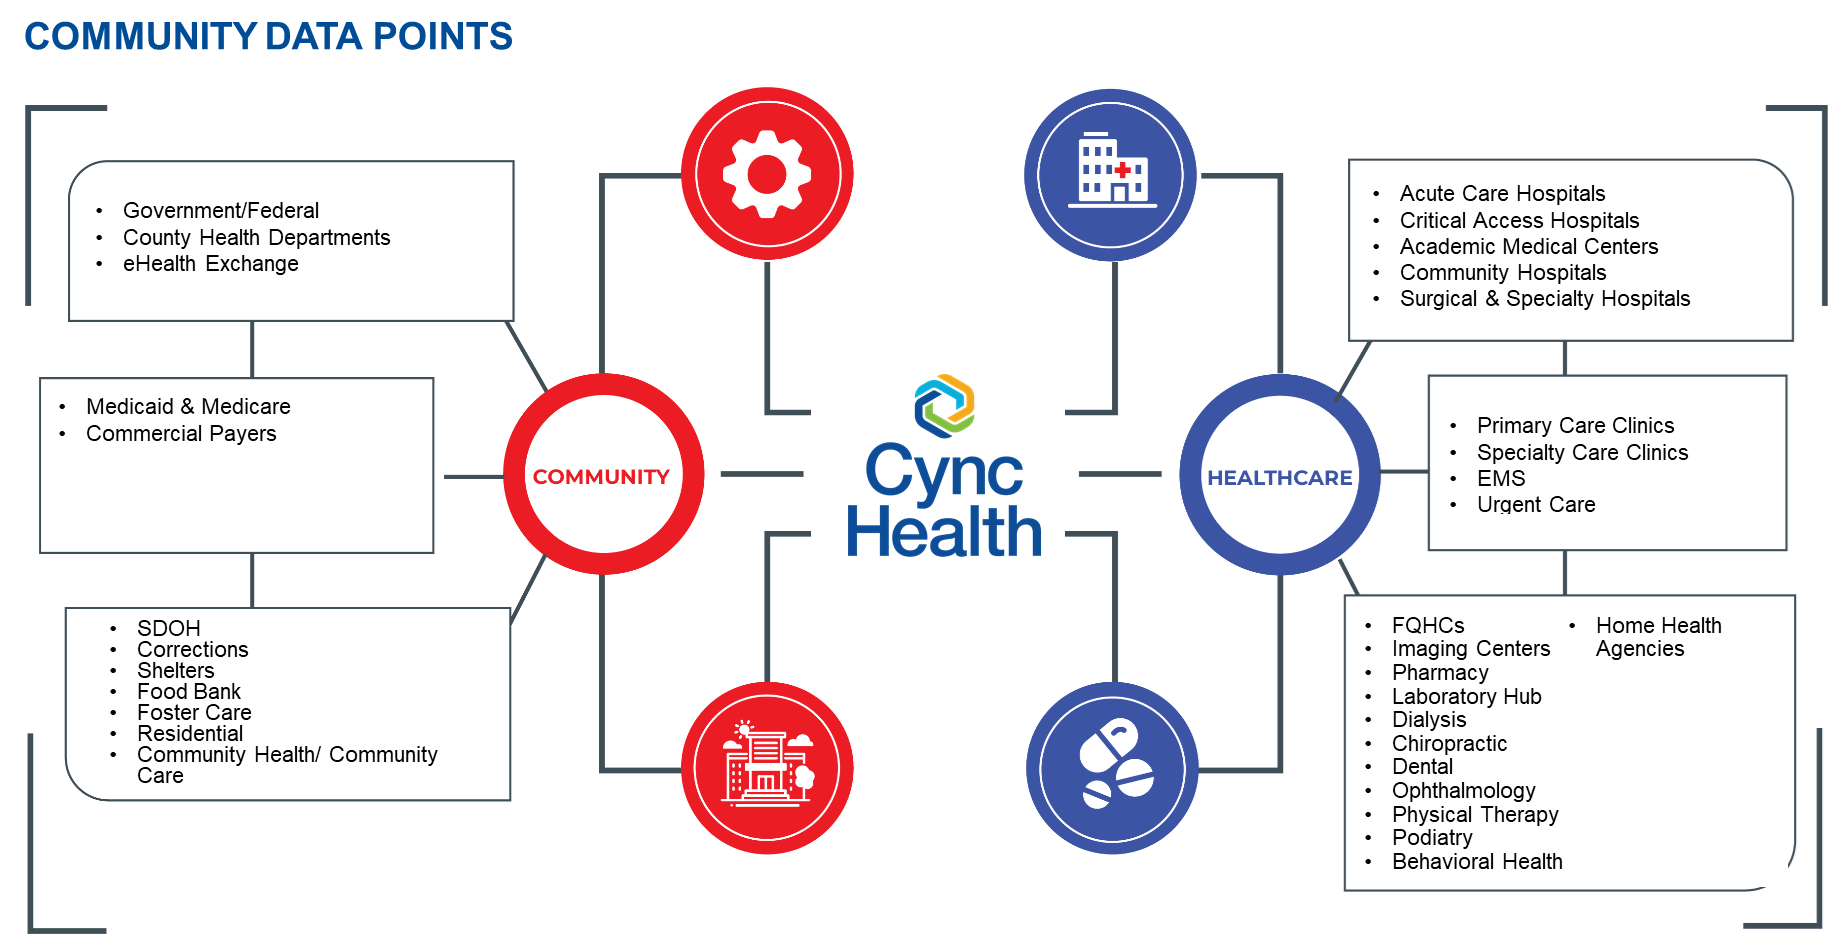 COMMUNITY DATA POINTS
• Government/Federal
• County Health Departments
• eHealth Exchange
• Medicaid & Medicare
• Commercial Payers
• SDOH
• Corrections
• Shelters
• Food Bank
• Foster Care
• Residential
• Community Health/ Community
Care
COMMUNITY
Cync
Health
HEALTHCARE
• Acute Care Hospitals
• Critical Access Hospitals
• Academic Medical Centers
• Community Hospitals
• Surgical & Specialty Hospitals
• Primary Care Clinics
• Specialty Care Clinics
• EMS
• Urgent Care
• FQHCs
• Imaging Centers
• Pharmacy
• Laboratory Hub
• Dialysis
• Chiropractic
• Dental
• Ophthalmology
• Physical Therapy
• Podiatry
• Behavioral Health
• Home Health
Agencies